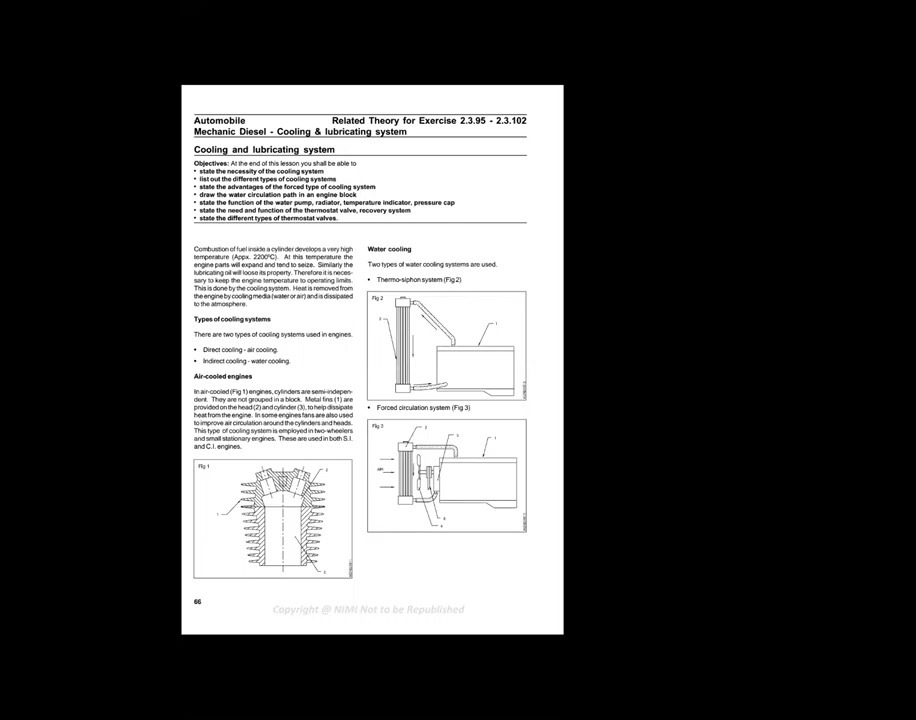 Automobile Related Theory for Exercise 2.3.95 - 2.3.102
Mechanic Diesel - Cooling & lubricating system
Cooling and lubricating system
Objectives: At the end of this lesson you shall be able to
• state the necessity of the cooling system
• list out the different types of cooling systems
• state the advantages of the forced type of cooling system
• draw the water circulation path in an engine block
• state the function of the water pump, radiator, temperature indicator, pressure cap
• state the need and function of the thermostat valve, recovery system
• state the different types of thermostat valves.
Combustion of fuel inside a cylinder develops a very high
temperature (Appx. 2200ºC). At this temperature the
engine parts will expand and tend to seize. Similarly the
lubricating oil will loose its property. Therefore it is neces-
sary to keep the engine temperature to operating limits.
This is done by the cooling system. Heat is removed from
the engine by cooling media (water or air) and is dissipated
to the atmosphere.
Types of cooling systems
There are two types of cooling systems used in engines.
• Direct cooling - air cooling.
• Indirect cooling - water cooling.
Air-cooled engines
In air-cooled (Fig 1) engines, cylinders are semi-indepen-
dent. They are not grouped in a block. Metal fins (1) are
provided on the head (2) and cylinder (3), to help dissipate
heat from the engine. In some engines fans are also used
to improve air circulation around the cylinders and heads.
This type of cooling system is employed in two-wheelers
and small stationary engines. These are used in both S.I.
and C.I. engines.
Fig 1
2
1
3
Water cooling
Two types of water cooling systems are used.
• Thermo-siphon system (Fig 2)
Fig 2
1
• Forced circulation system (Fig 3)
Fig 3
2
3
1
AIR
4
66
Copyright @ NIMI Not to be Republished